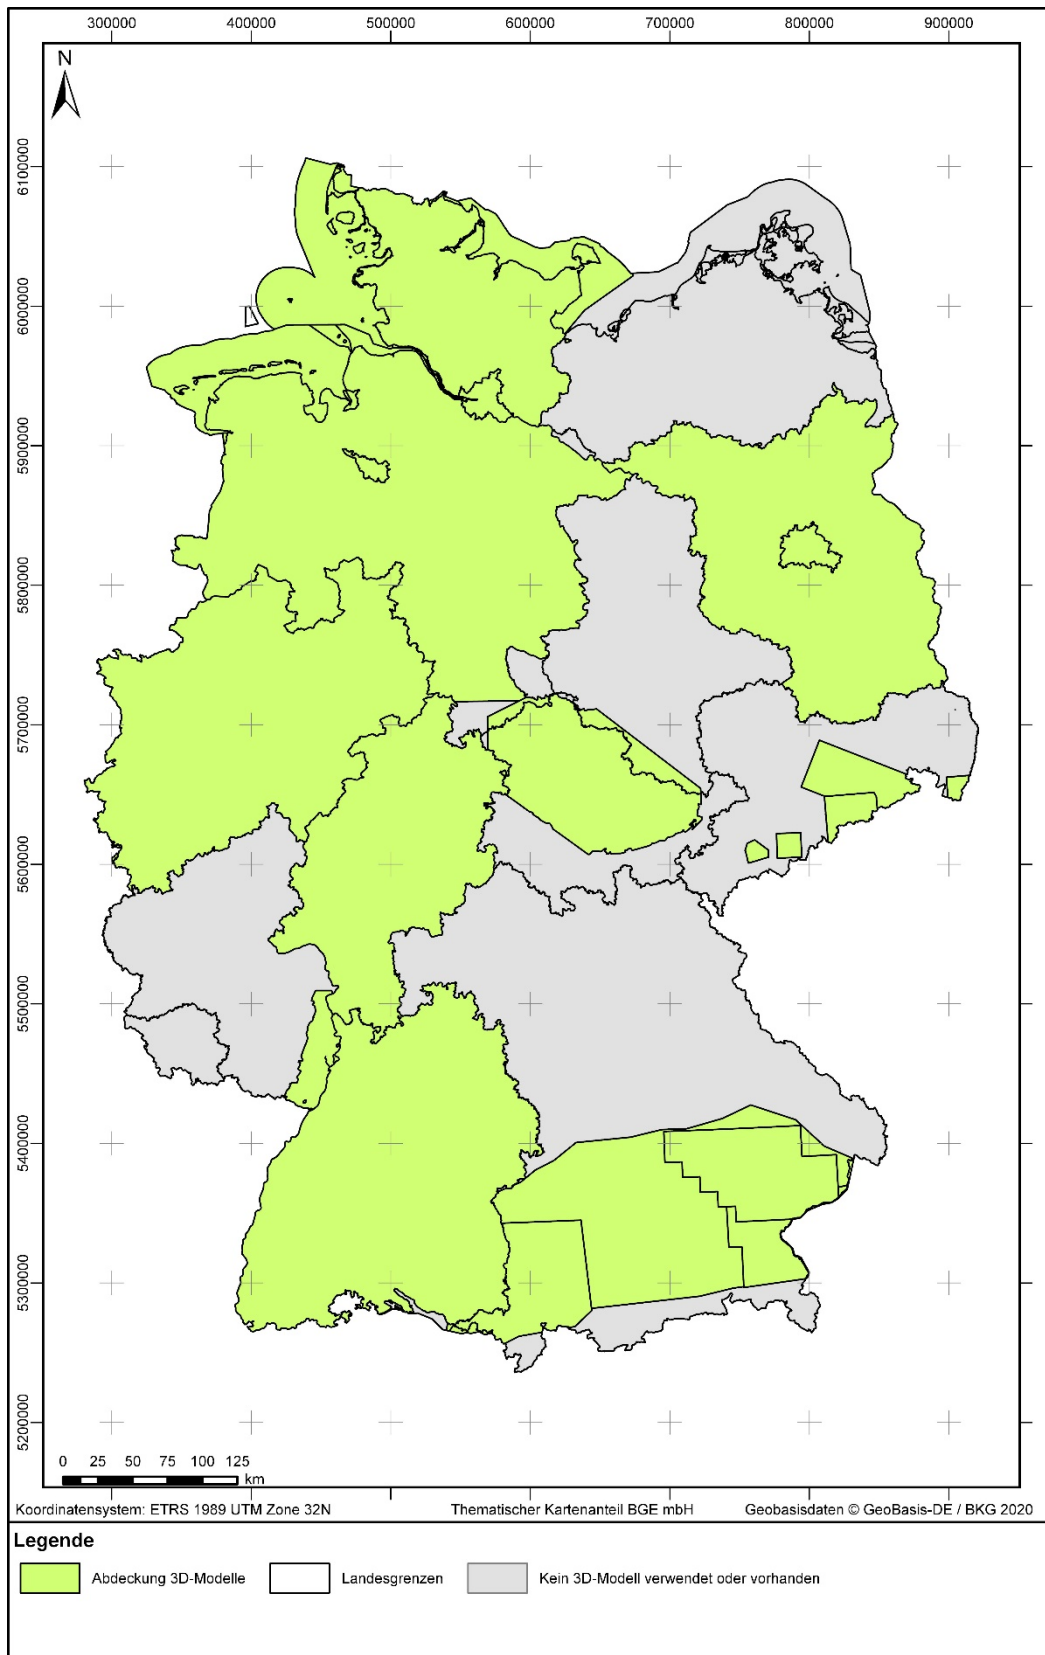 300000 400000 500000 600000 700000 800000 900000
N
6100000
6000000
5900000
5800000
5700000
5600000
5500000
5400000
5300000
5200000
0 25 50 75 100 125
km
Koordinatensystem: ETRS 1989 UTM Zone 32N Thematischer Kartenanteil BGE mbH Geobasisdaten © GeoBasis-DE / BKG 2020
Legende
Abdeckung 3D-Modelle Landesgrenzen Kein 3D-Modell verwendet oder vorhanden